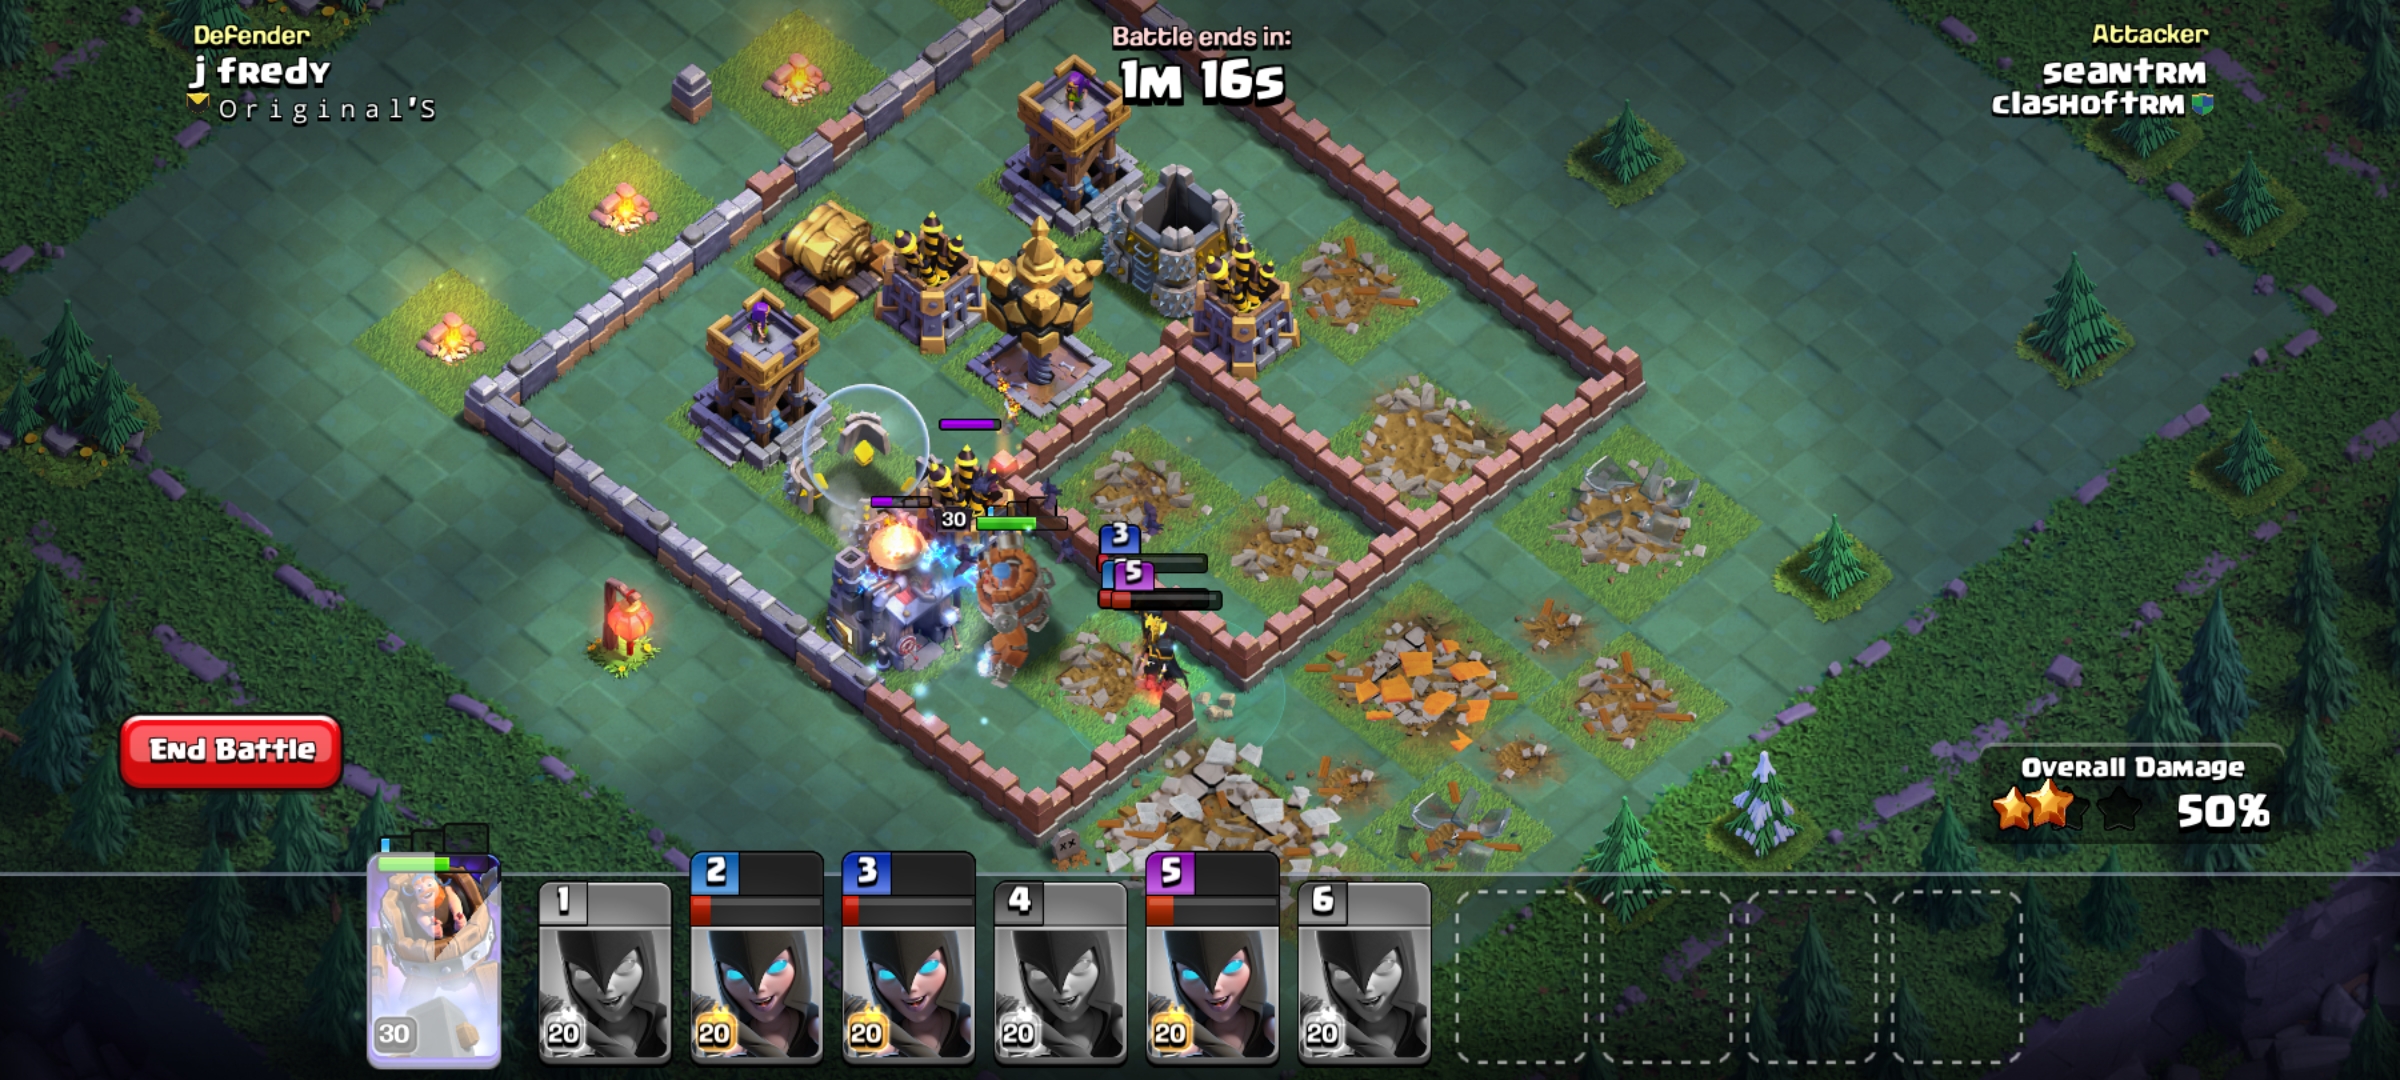 Defender
j fredy
Original'S
Battle ends in:
1m 16s
Attacker
seantrm
clashoftrm
30
3
5
End Battle
Overall Damage
50%
1
2
3
4
5
6
30
20
20
20
20
20
20